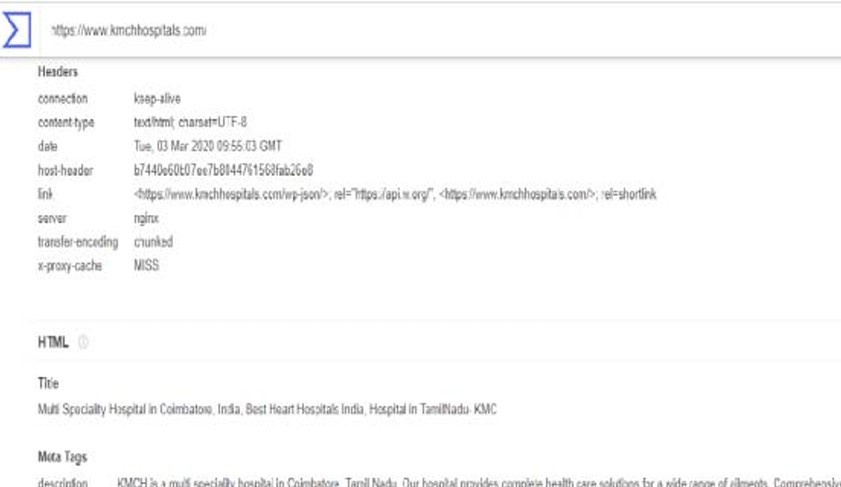 https://www.kmchhospitals.com/
Headers
connection keep-alive
content-type text/html; charset=UTF-8
date Tue, 03 Mar 2020 09:55:03 GMT
host-header
link <https://www.kmchhospitals.com/wp-json/>; rel="https://api.w.org/", <https://www.kmchhospitals.com/>; rel=shortlink
server nginx
transfer-encoding chunked
x-proxy-cache MISS
HTML
Title
Multi Speciality Hospital in Coimbatore, India, Best Heart Hospitals India, Hospital in TamilNadu- KMC
Meta Tags
description KMCH is a multi speciality hospital in Coimbatore, Tamil Nadu. Our hospital provides complete health care solutions for a wide range of ailments. Comprehensive